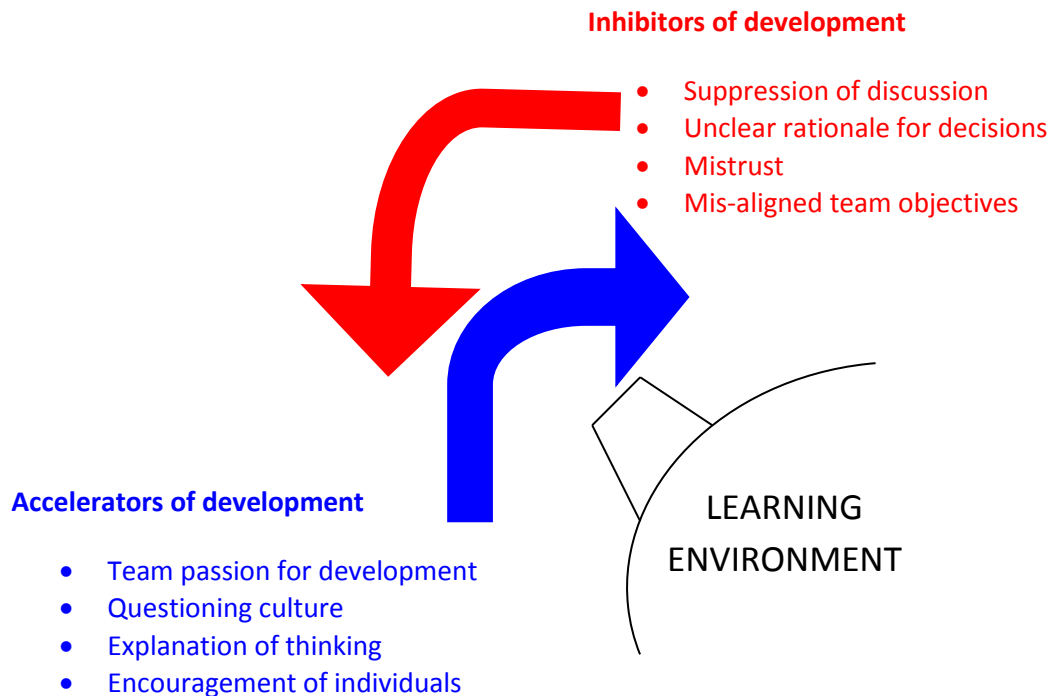 Inhibitors of development
• Suppression of discussion
• Unclear rationale for decisions
• Mistrust
• Mis-aligned team objectives
LEARNING
ENVIRONMENT
Accelerators of development
• Team passion for development
• Questioning culture
• Explanation of thinking
• Encouragement of individuals